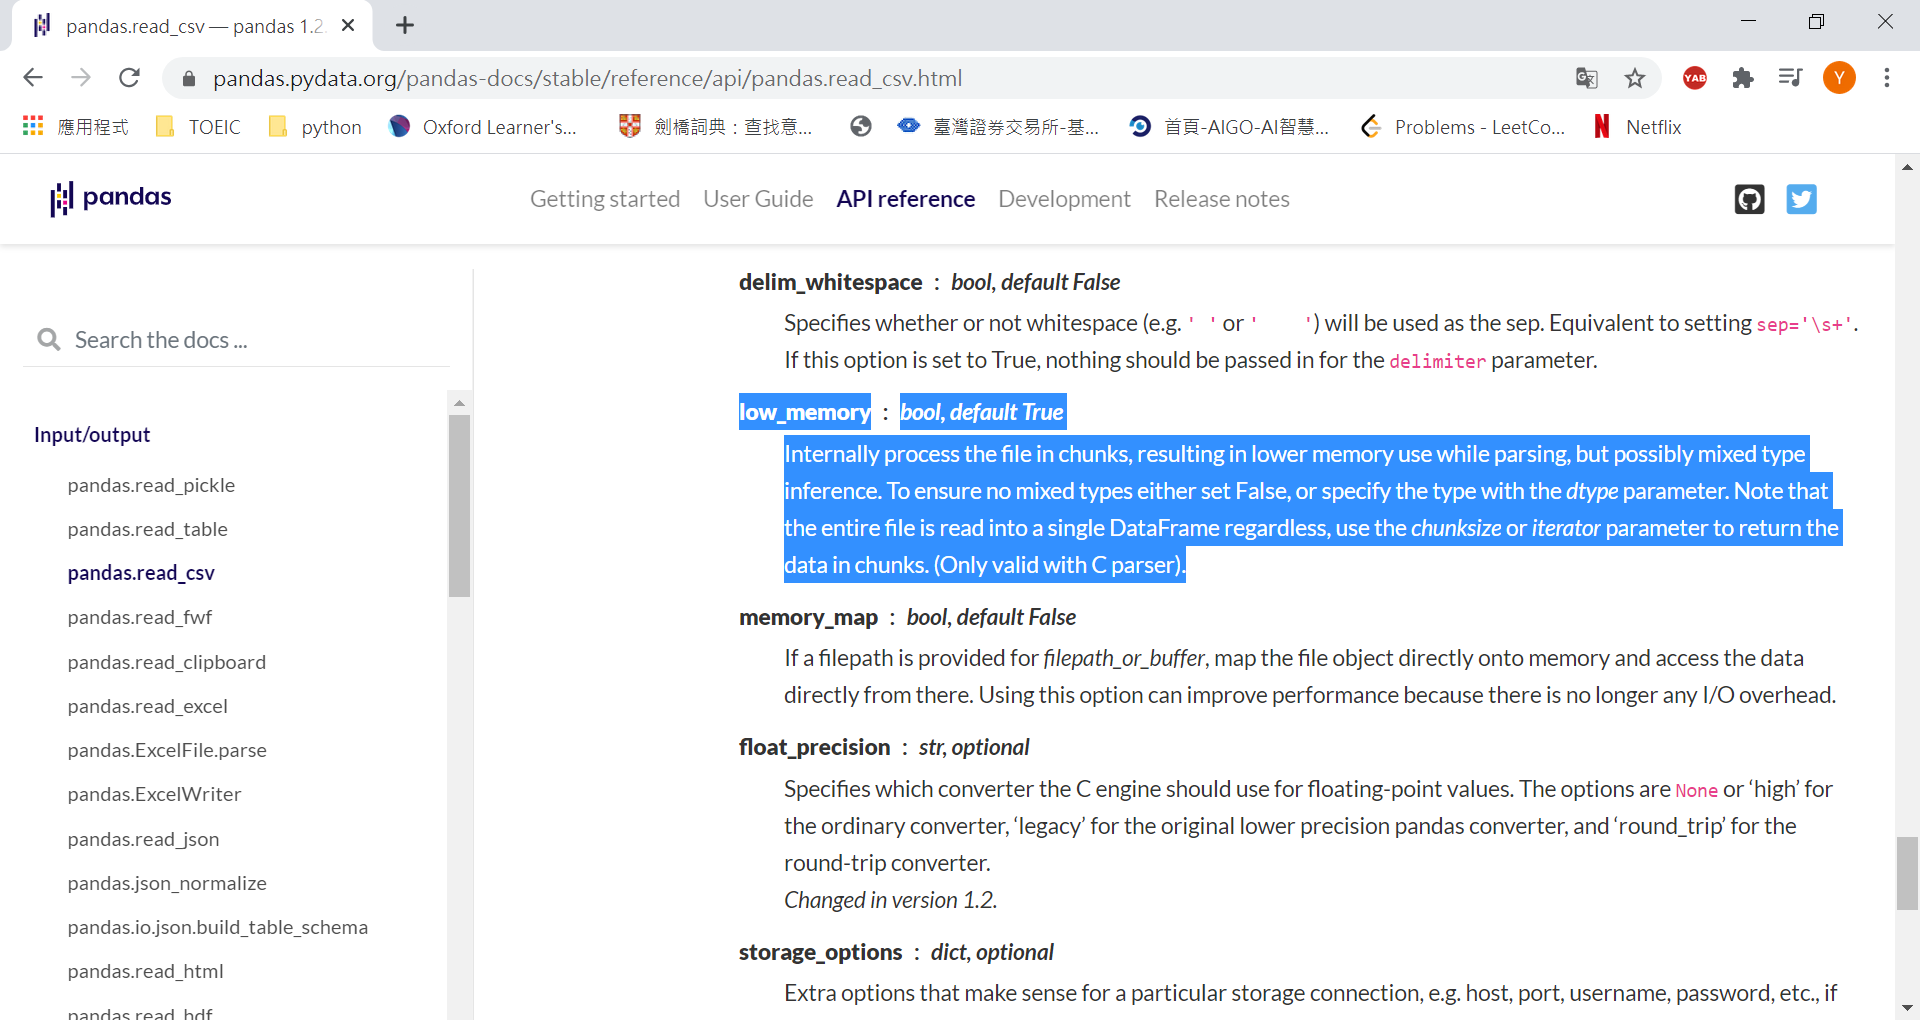 pandas.read_csv — pandas 1.2.
pandas.pydata.org/pandas-docs/stable/reference/api/pandas.read_csv.html
YAB
Y
應用程式
TOEIC
python
Oxford Learner's...
劍橋詞典：查找意...
臺灣證券交易所-基...
首頁-AIGO-AI智慧...
Problems - LeetCo...
Netflix
pandas
Getting started
User Guide
API reference
Development
Release notes
Search the docs ...
Input/output
pandas.read_pickle
pandas.read_table
pandas.read_csv
pandas.read_fwf
pandas.read_clipboard
pandas.read_excel
pandas.ExcelFile.parse
pandas.ExcelWriter
pandas.read_json
pandas.json_normalize
pandas.io.json.build_table_schema
pandas.read_html
pandas.read_hdf
delim_whitespace : bool, default False
Specifies whether or not whitespace (e.g. ' ' or '    ') will be used as the sep. Equivalent to setting sep='\s+'.
If this option is set to True, nothing should be passed in for the delimiter parameter.
low_memory : bool, default True
Internally process the file in chunks, resulting in lower memory use while parsing, but possibly mixed type
inference. To ensure no mixed types either set False, or specify the type with the dtype parameter. Note that
the entire file is read into a single DataFrame regardless, use the chunksize or iterator parameter to return the
data in chunks. (Only valid with C parser).
memory_map : bool, default False
If a filepath is provided for filepath_or_buffer, map the file object directly onto memory and access the data
directly from there. Using this option can improve performance because there is no longer any I/O overhead.
float_precision : str, optional
Specifies which converter the C engine should use for floating-point values. The options are None or ‘high’ for
the ordinary converter, ‘legacy’ for the original lower precision pandas converter, and ‘round_trip’ for the
round-trip converter.
Changed in version 1.2.
storage_options : dict, optional
Extra options that make sense for a particular storage connection, e.g. host, port, username, password, etc., if